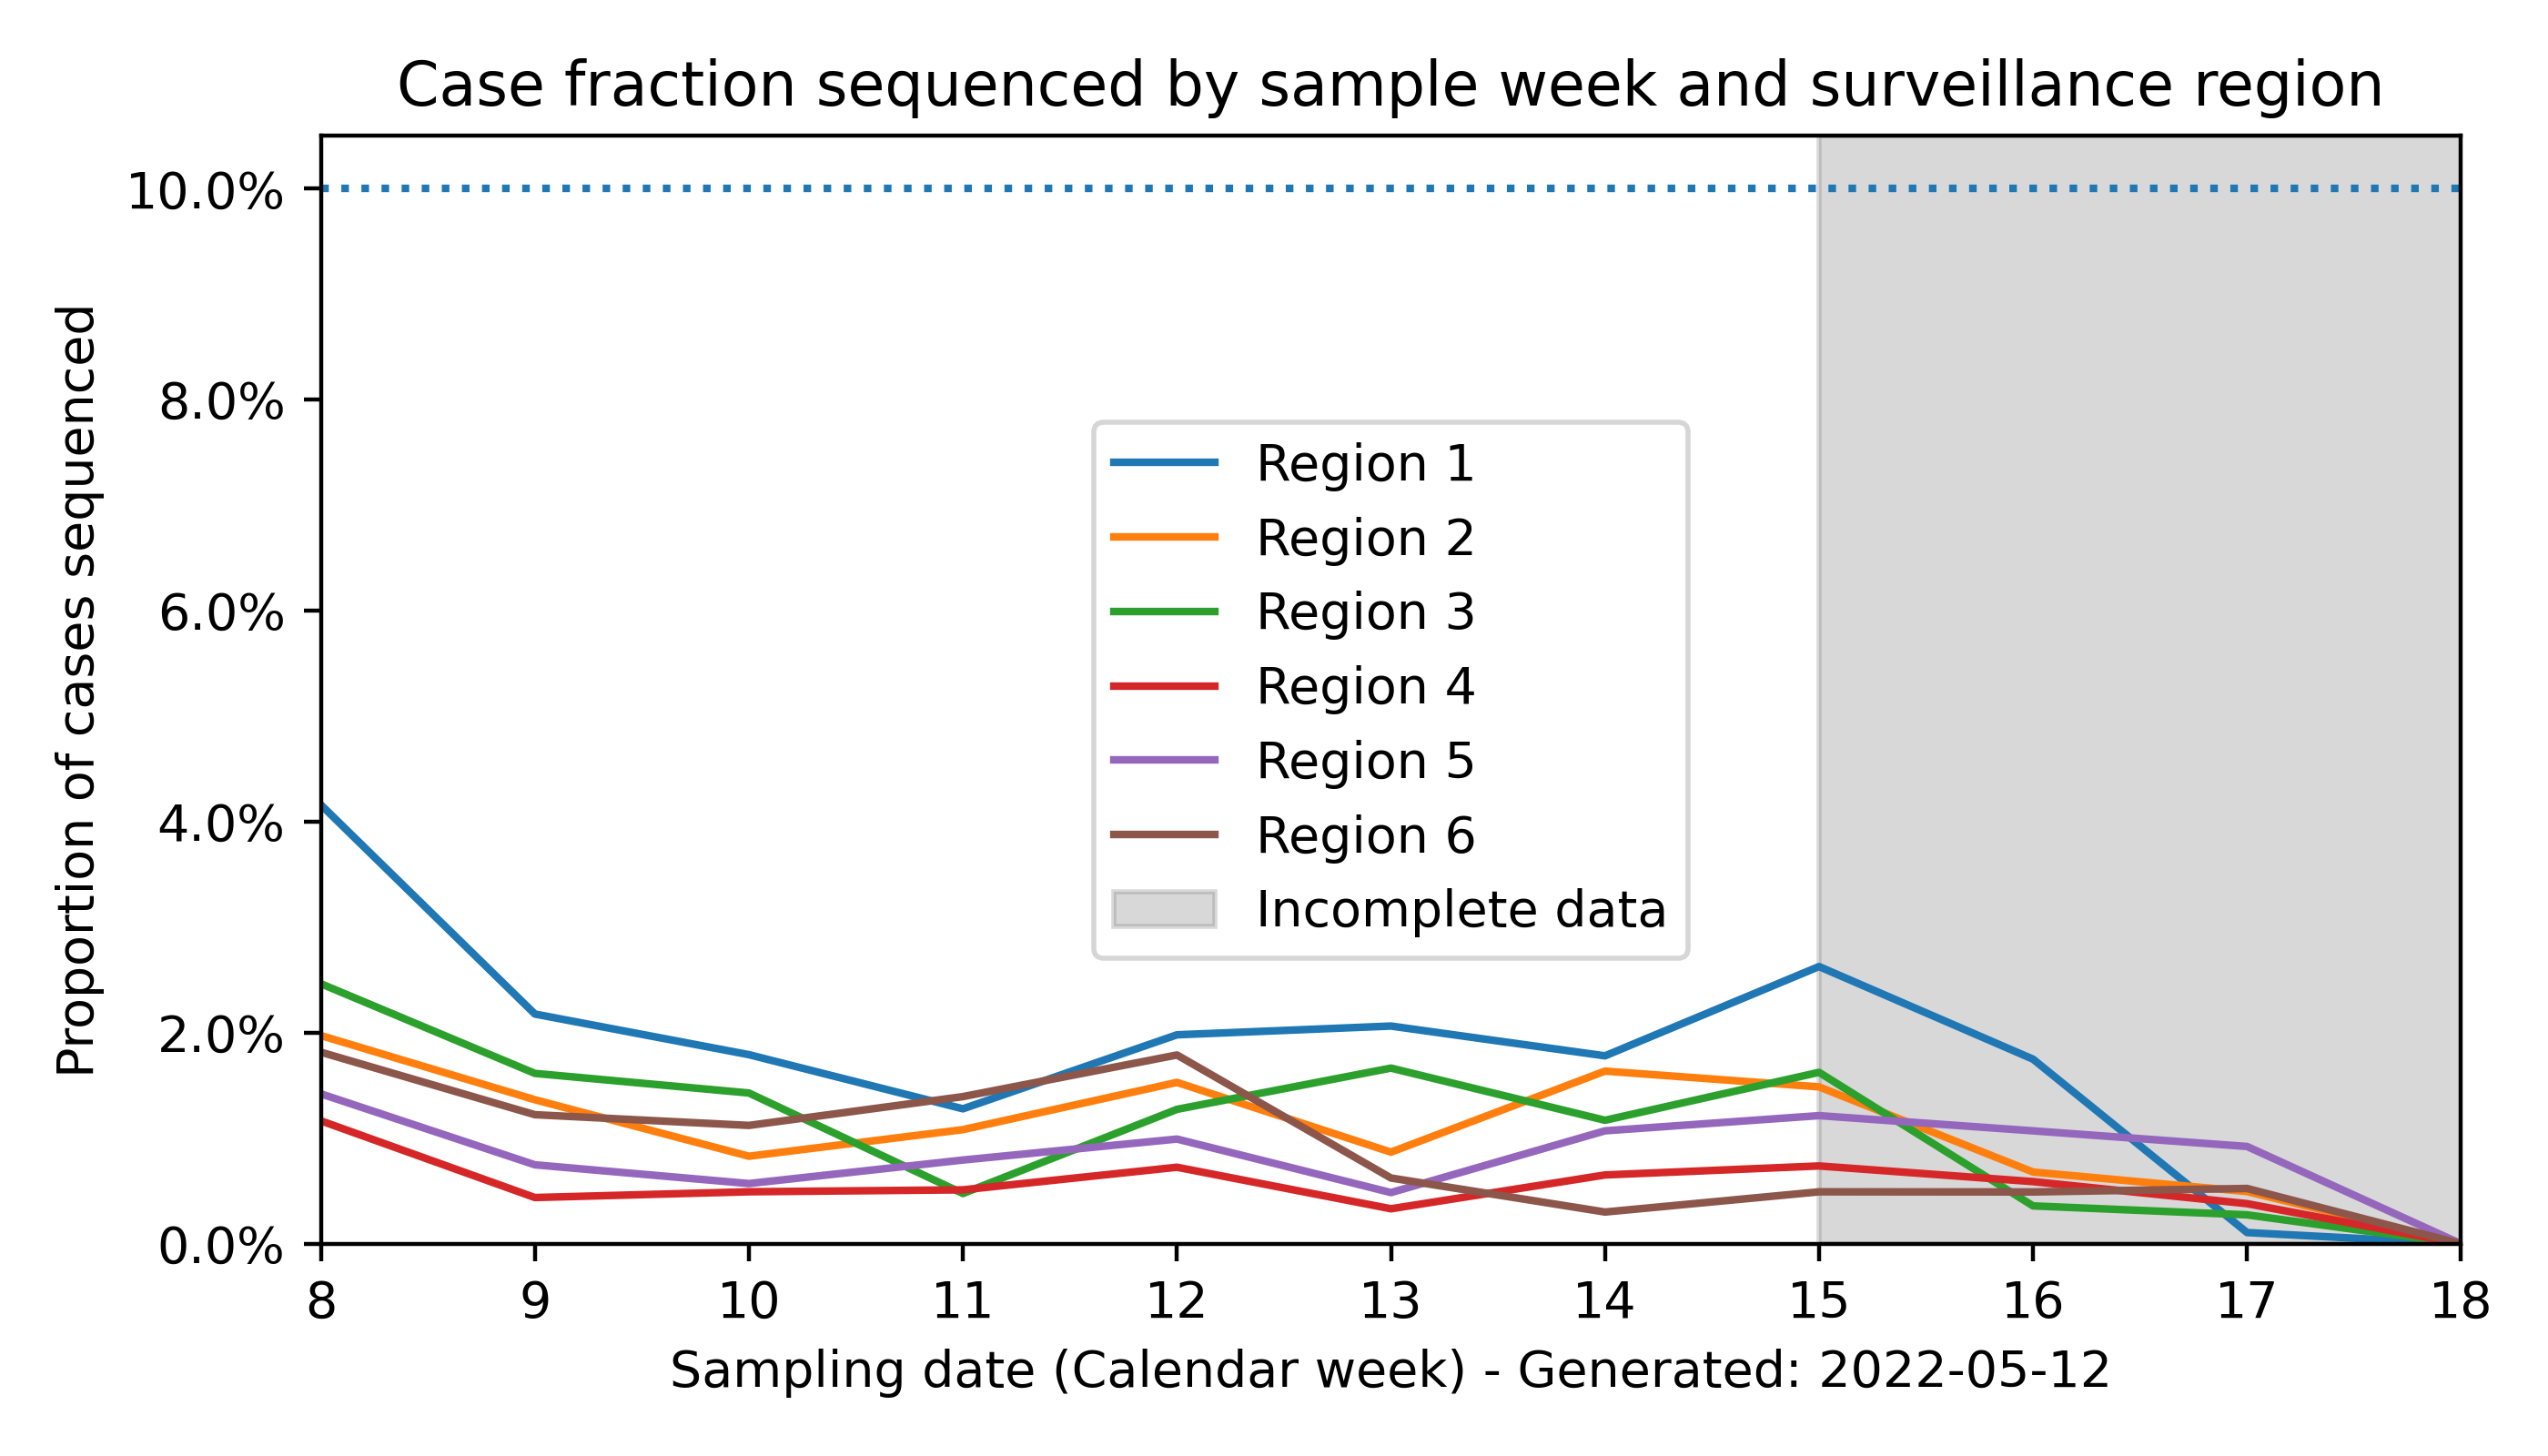 Case fraction sequenced by sample week and surveillance region
Proportion of cases sequenced
10.0%
8.0%
6.0%
4.0%
2.0%
0.0%
Region 1
Region 2
Region 3
Region 4
Region 5
Region 6
Incomplete data
8 9 10 11 12 13 14 15 16 17 18
Sampling date (Calendar week) - Generated: 2022-05-12